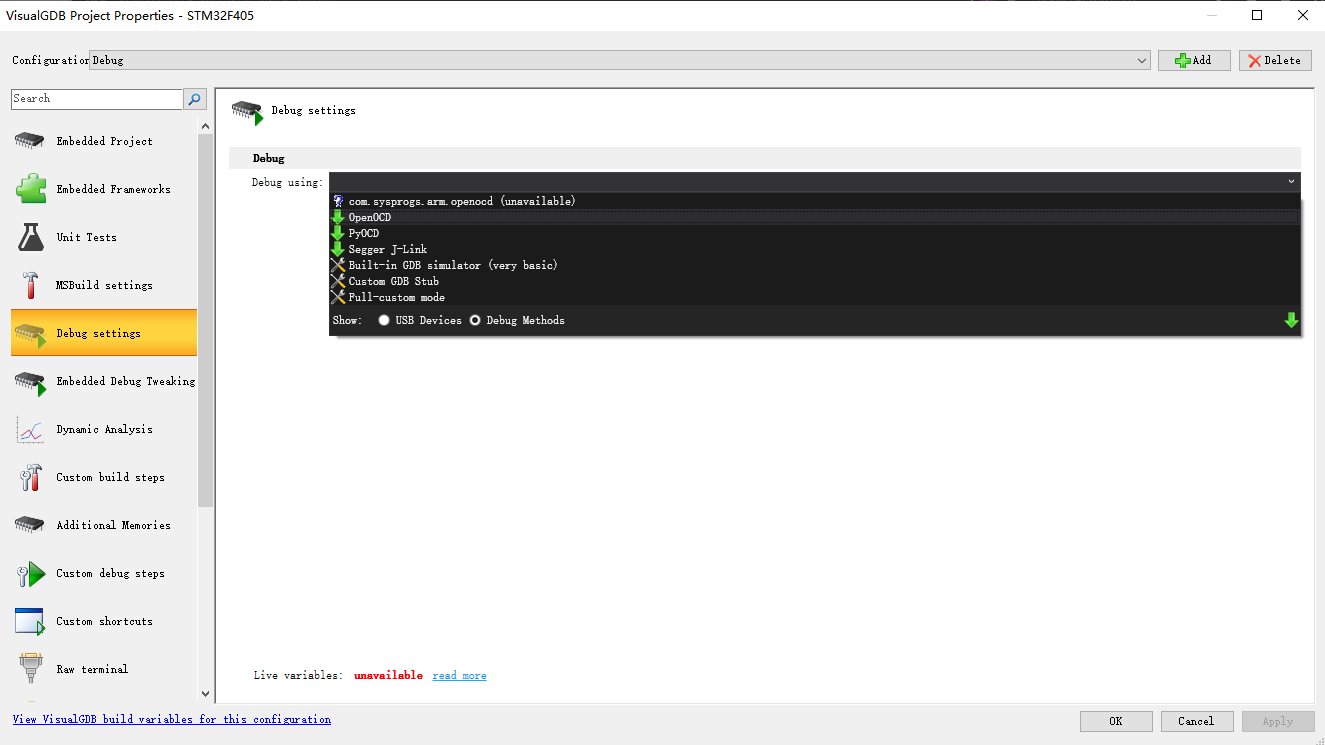 VisualGDB Project Properties - STM32F405
Configuration Debug Add Delete
Search
Embedded Project
Embedded Frameworks
Unit Tests
MSBuild settings
Debug settings
Embedded Debug Tweaking
Dynamic Analysis
Custom build steps
Additional Memories
Custom debug steps
Custom shortcuts
Raw terminal
Debug settings
Debug
Debug using:
com.sysprogs.arm.openocd (unavailable)
OpenOCD
PyOCD
Segger J-Link
Built-in GDB simulator (very basic)
Custom GDB Stub
Full-custom mode
Show: USB Devices Debug Methods
Live variables: unavailable read more
View VisualGDB build variables for this configuration
OK Cancel Apply